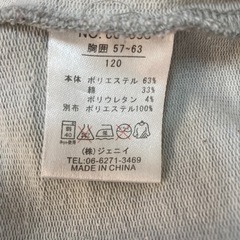 胸囲 57~63
120
本体 ポリエステル 63%
綿 33%
ポリウレタン 4%
別布 ポリエステル100%
(株)ジェニイ
TEL:06-6271-3469
MADE IN CHINA